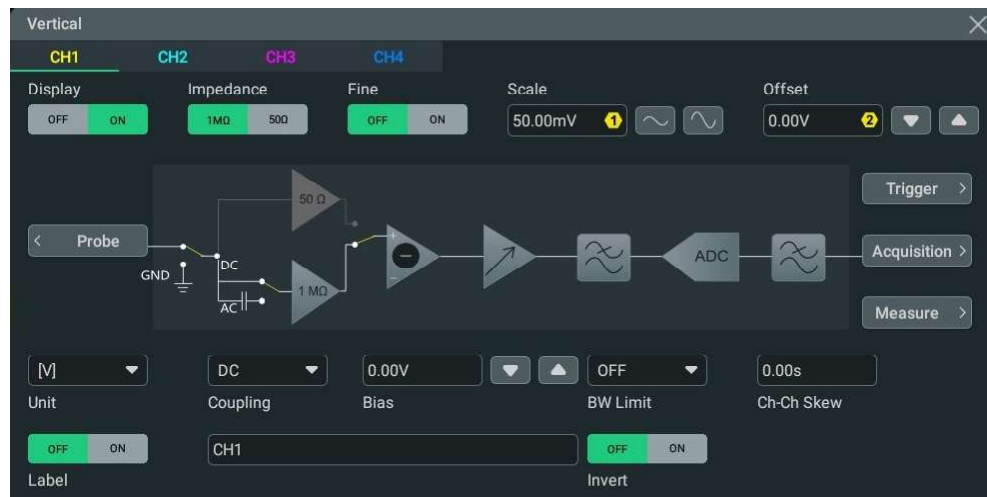 Vertical
CH1 CH2 CH3 CH4
Display Impedance Fine Scale Offset
OFF ON 1MΩ 50Ω OFF ON 50.00mV 1 0.00V 2
50 Ω
Trigger >
< Probe
+
DC
ADC
Acquisition >
GND
−
1 MΩ
AC
Measure >
[V] DC 0.00V OFF 0.00s
Unit Coupling Bias BW Limit Ch-Ch Skew
OFF ON CH1 OFF ON
Label Invert